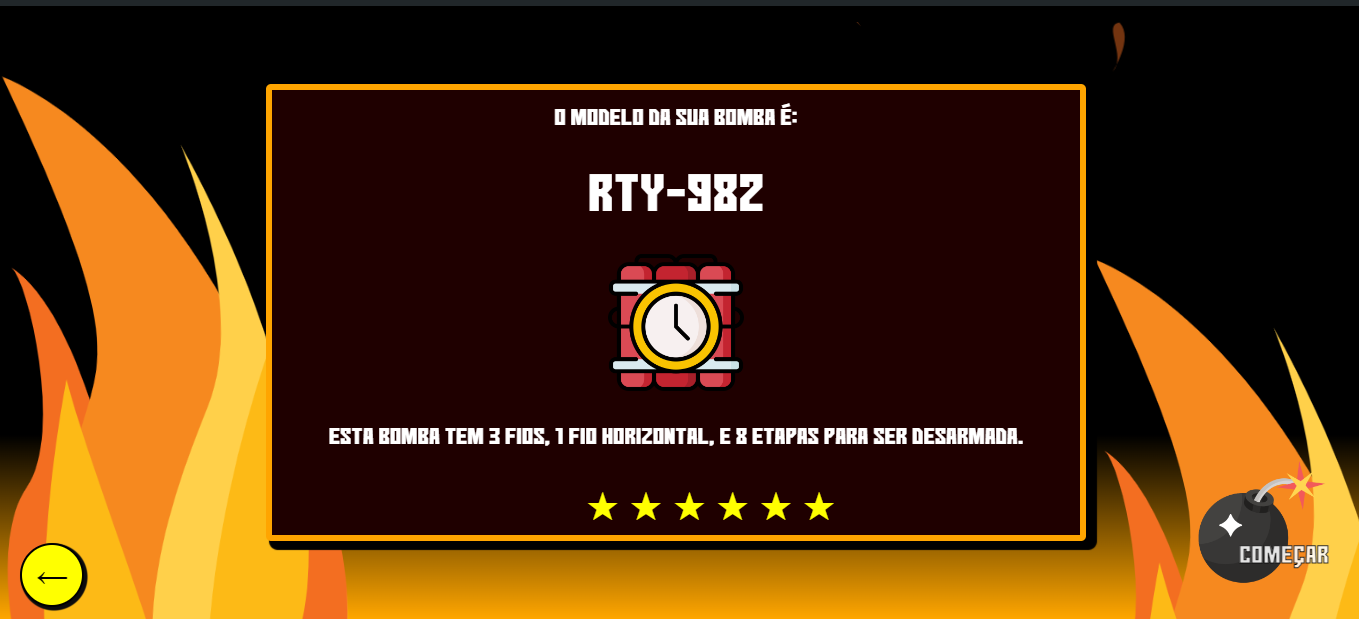 O MODELO DA SUA BOMBA É:
RTY-982
ESTA BOMBA TEM 3 FIOS, 1 FIO HORIZONTAL, E 8 ETAPAS PARA SER DESARMADA.
COMEÇAR